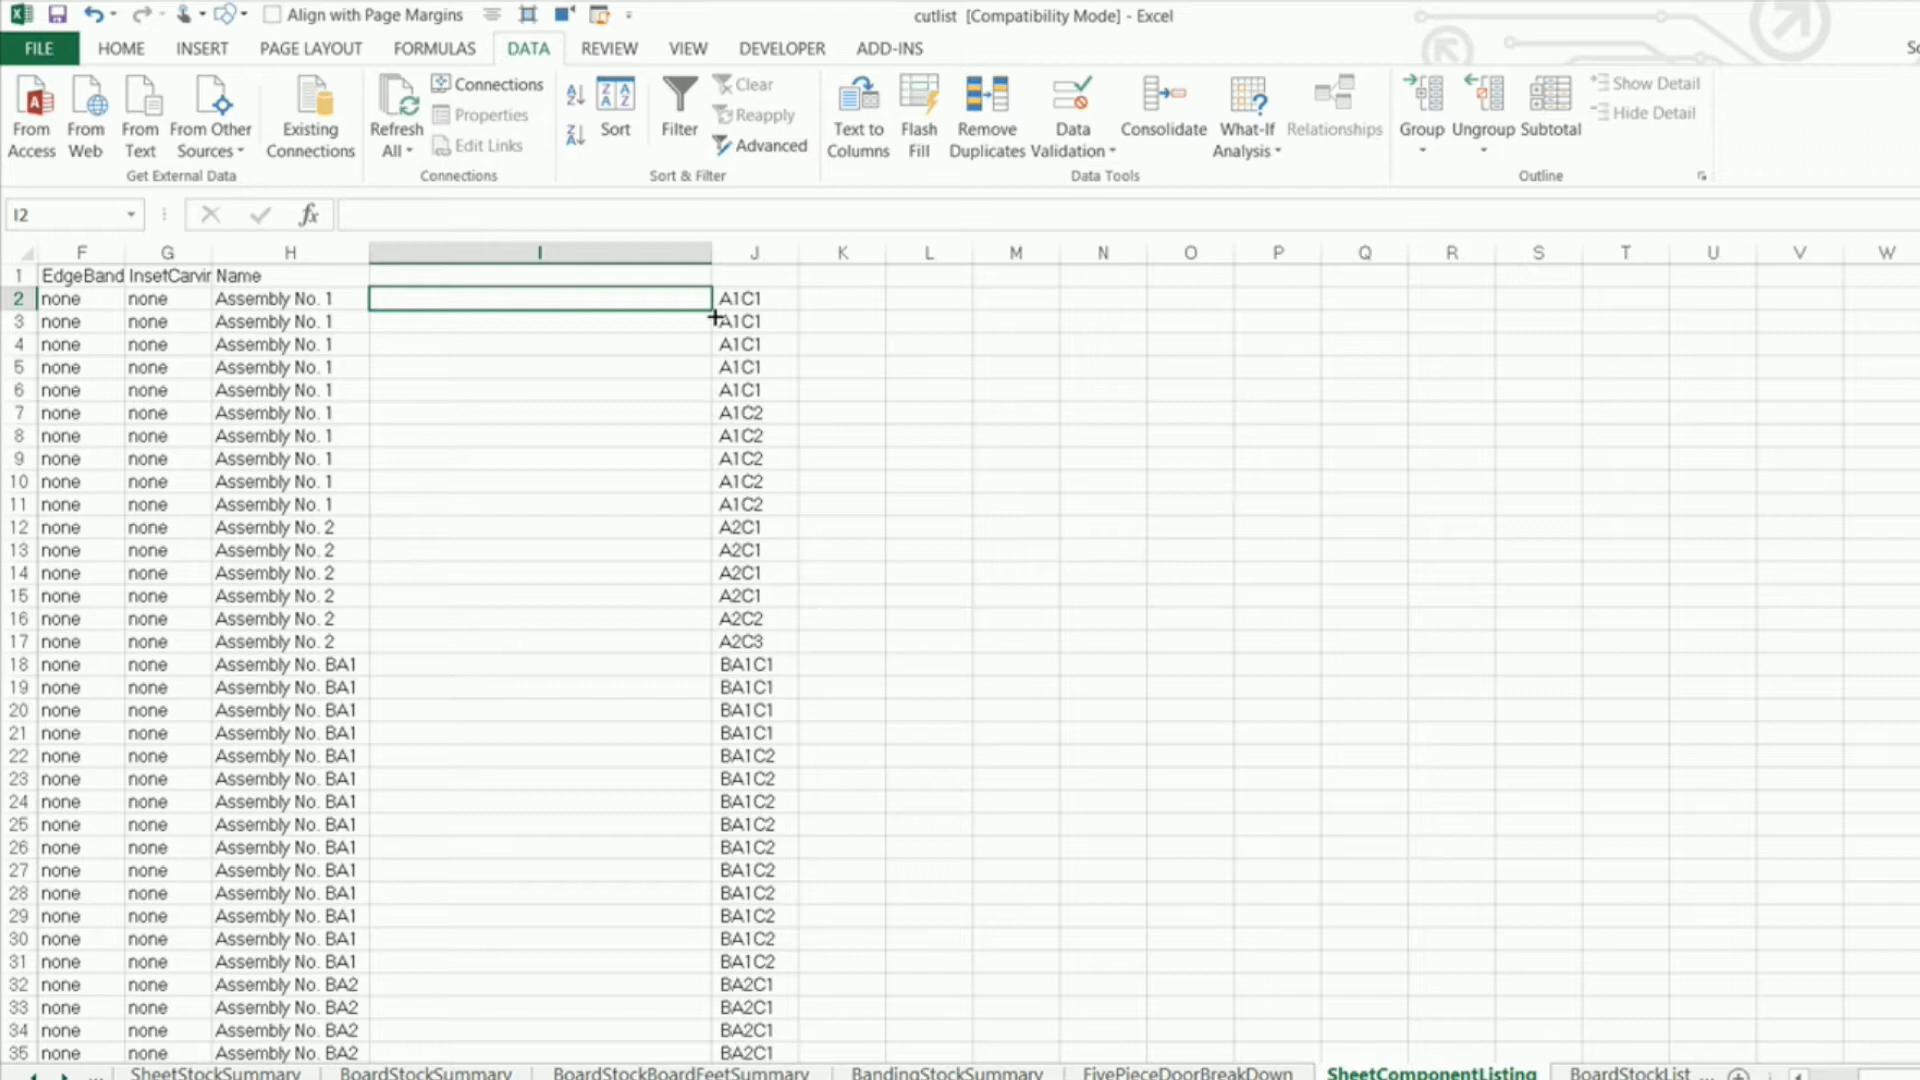 Align with Page Margins
cutlist [Compatibility Mode] - Excel
FILE HOME INSERT PAGE LAYOUT FORMULAS DATA REVIEW VIEW DEVELOPER ADD-INS
From Access
From Web
From Text
From Other Sources
Existing Connections
Get External Data
Refresh All
Connections
Properties
Edit Links
Connections
Sort
Filter
Clear
Reapply
Advanced
Sort & Filter
Text to Columns
Flash Fill
Remove Duplicates
Data Validation
Consolidate
What-If Analysis
Relationships
Data Tools
Group
Ungroup
Subtotal
Show Detail
Hide Detail
Outline
I2
fx
F G H I J K L M N O P Q R S T U V W
1 EdgeBand InsetCarvir Name
2 none none Assembly No. 1 A1C1
3 none none Assembly No. 1 A1C1
4 none none Assembly No. 1 A1C1
5 none none Assembly No. 1 A1C1
6 none none Assembly No. 1 A1C1
7 none none Assembly No. 1 A1C2
8 none none Assembly No. 1 A1C2
9 none none Assembly No. 1 A1C2
10 none none Assembly No. 1 A1C2
11 none none Assembly No. 1 A1C2
12 none none Assembly No. 2 A2C1
13 none none Assembly No. 2 A2C1
14 none none Assembly No. 2 A2C1
15 none none Assembly No. 2 A2C1
16 none none Assembly No. 2 A2C2
17 none none Assembly No. 2 A2C3
18 none none Assembly No. BA1 BA1C1
19 none none Assembly No. BA1 BA1C1
20 none none Assembly No. BA1 BA1C1
21 none none Assembly No. BA1 BA1C1
22 none none Assembly No. BA1 BA1C2
23 none none Assembly No. BA1 BA1C2
24 none none Assembly No. BA1 BA1C2
25 none none Assembly No. BA1 BA1C2
26 none none Assembly No. BA1 BA1C2
27 none none Assembly No. BA1 BA1C2
28 none none Assembly No. BA1 BA1C2
29 none none Assembly No. BA1 BA1C2
30 none none Assembly No. BA1 BA1C2
31 none none Assembly No. BA1 BA1C2
32 none none Assembly No. BA2 BA2C1
33 none none Assembly No. BA2 BA2C1
34 none none Assembly No. BA2 BA2C1
35 none none Assembly No. BA2 BA2C1
... SheetStockSummary BoardStockSummary BoardStockBoardFeetSummary BandingStockSummary FivePieceDoorBreakDown SheetComponentListing BoardStockList ...